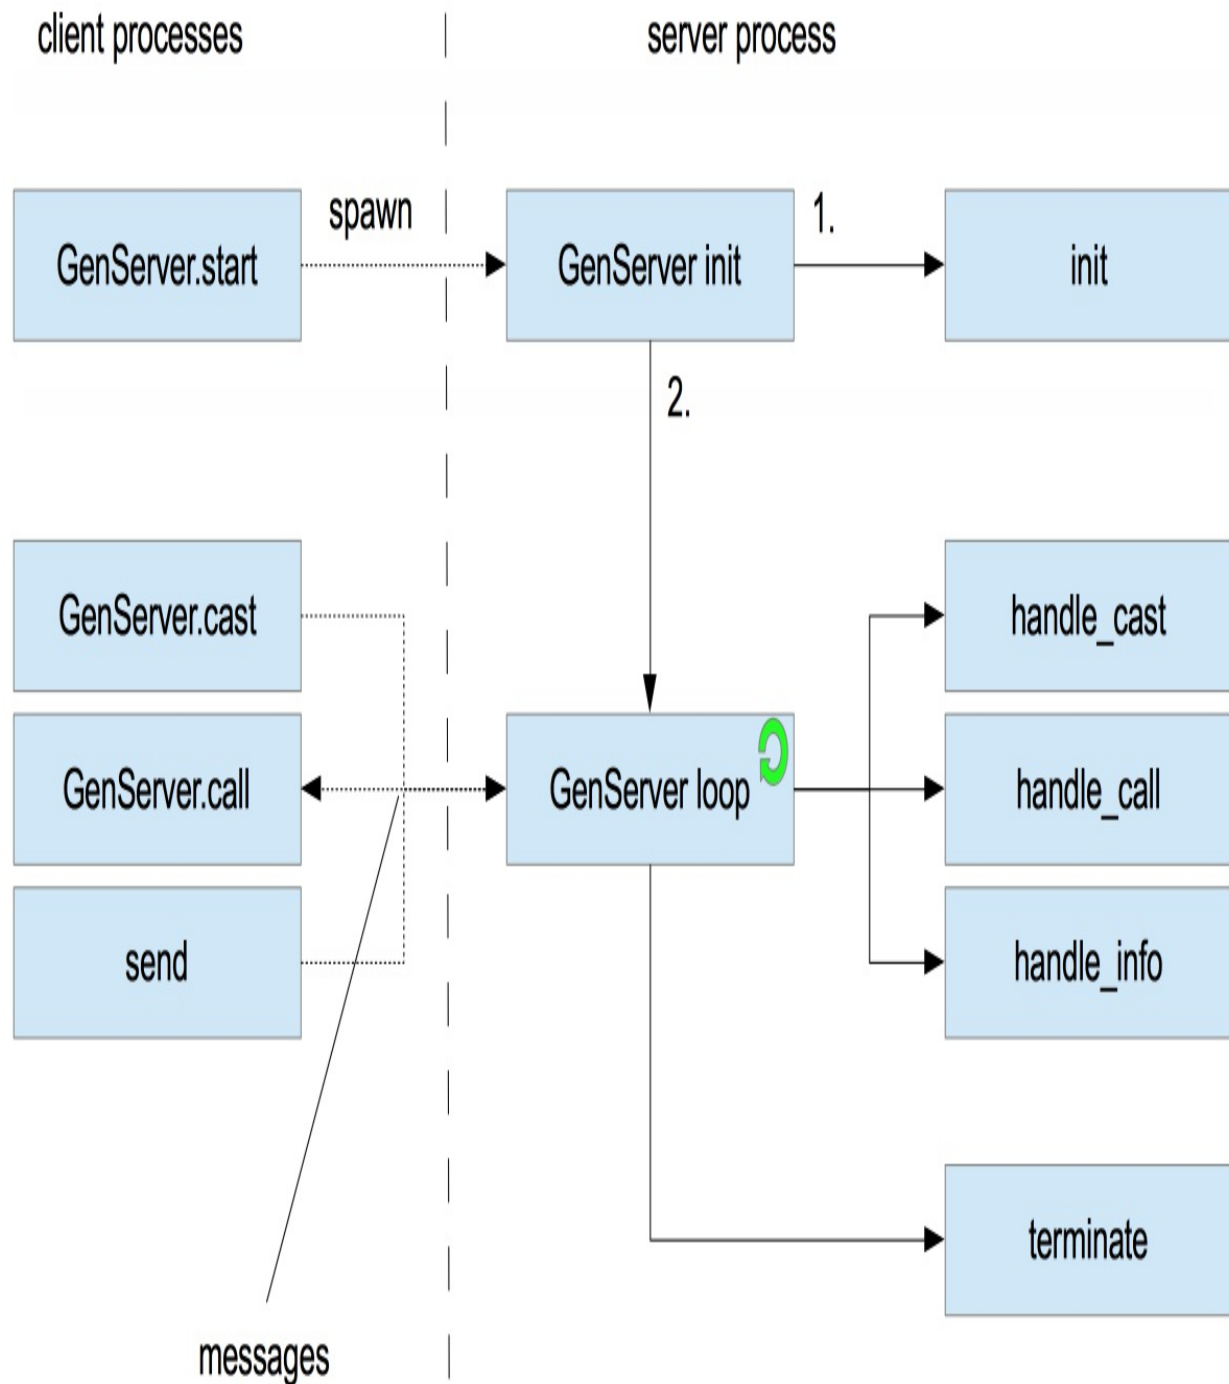 client processes
server process
GenServer.start
spawn
GenServer init
1.
init
2.
GenServer.cast
handle_cast
GenServer.call
GenServer loop
handle_call
send
handle_info
terminate
messages